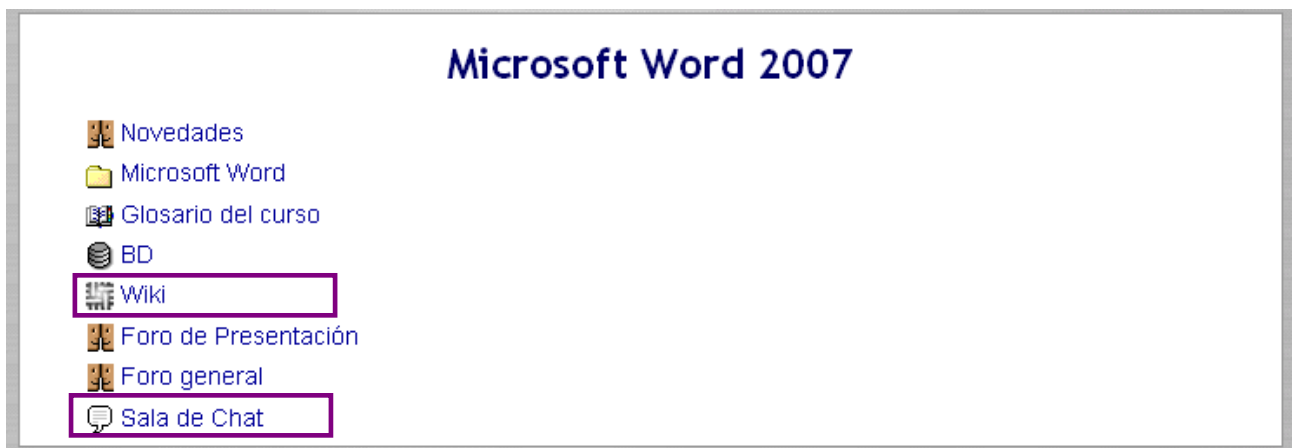 Microsoft Word 2007
Novedades
Microsoft Word
Glosario del curso
BD
Wiki
Foro de Presentación
Foro general
Sala de Chat